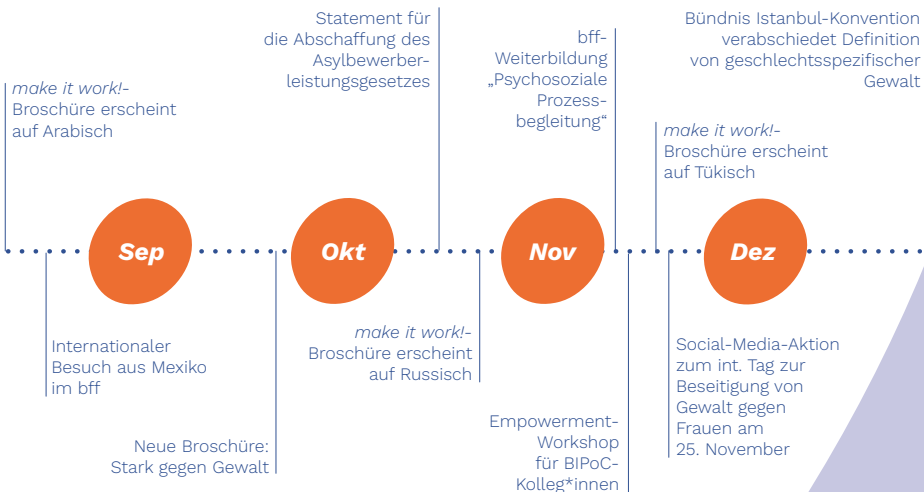 make it work!-
Broschüre erscheint
auf Arabisch
Statement für
die Abschaffung des
Asylbewerber-
leistungsgesetzes
bff-
Weiterbildung
„Psychosoziale
Prozess-
begleitung“
make it work!-
Broschüre erscheint
auf Tükisch
Bündnis Istanbul-Konvention
verabschiedet Definition
von geschlechtsspezifischer
Gewalt
Sep
Okt
Nov
Dez
Internationaler
Besuch aus Mexiko
im bff
Neue Broschüre:
Stark gegen Gewalt
make it work!-
Broschüre erscheint
auf Russisch
Empowerment-
Workshop
für BIPoC-
Kolleg*innen
Social-Media-Aktion
zum int. Tag zur
Beseitigung von
Gewalt gegen
Frauen am
25. November